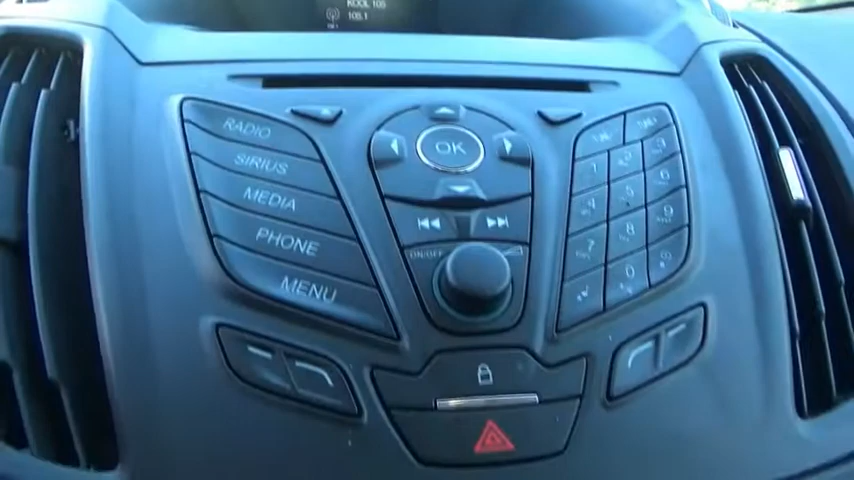 KOOL 105
105.1
RADIO
SIRIUS
MEDIA
PHONE
MENU
OK
ON/OFF
1
2
3
4
5
6
7
8
9
*
0
#